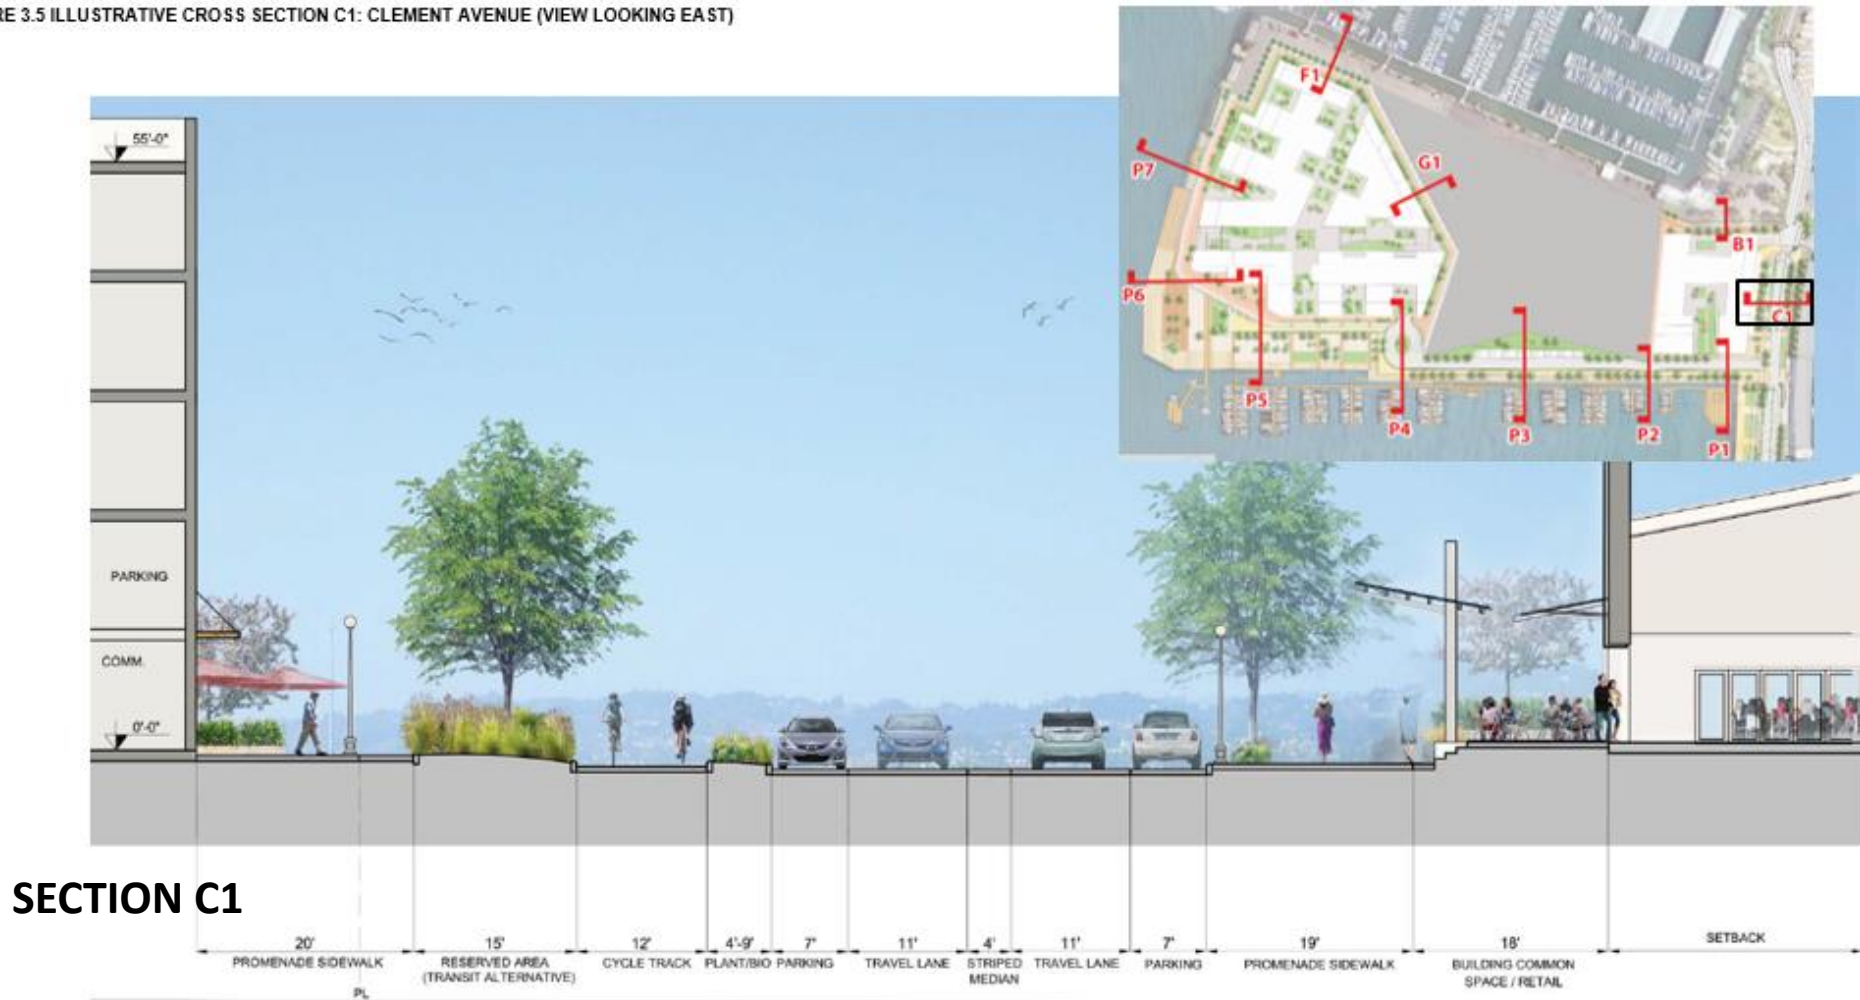 RE 3.5 ILLUSTRATIVE CROSS SECTION C1: CLEMENT AVENUE (VIEW LOOKING EAST)
F1
P7
G1
B1
P6
C1
P5
P4
P3
P2
P1
55'-0"
PARKING
COMM.
0'-0"
SECTION C1
20' 15' 12' 4'-9' 7' 11' 4' 11' 7' 19' 18' SETBACK
PROMENADE SIDEWALK RESERVED AREA CYCLE TRACK PLANT/BIO PARKING TRAVEL LANE STRIPED TRAVEL LANE PARKING PROMENADE SIDEWALK BUILDING COMMON
(TRANSIT ALTERNATIVE) MEDIAN SPACE / RETAIL
PL